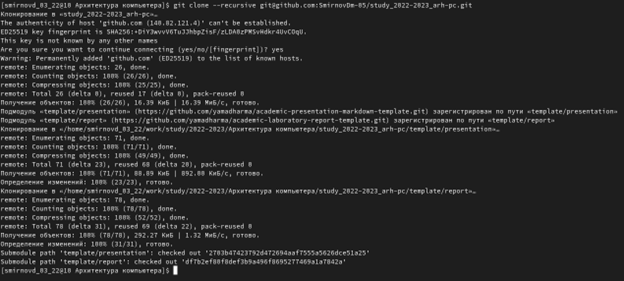 [smirnovd_03_22@10 Архитектура компьютера]$ git clone --recursive git@github.com:SmirnovDm-05/study_2022-2023_arh-pc.git
Клонирование в «study_2022-2023_arh-pc»…
The authenticity of host 'github.com (140.82.121.4)' can't be established.
ED25519 key fingerprint is SHA256:+DiY3wvvV6TuJJhbpZisF/zLDA0zPMSvHdkr4UvCOqU.
This key is not known by any other names
Are you sure you want to continue connecting (yes/no/[fingerprint])? yes
Warning: Permanently added 'github.com' (ED25519) to the list of known hosts.
remote: Enumerating objects: 26, done.
remote: Counting objects: 100% (26/26), done.
remote: Compressing objects: 100% (25/25), done.
remote: Total 26 (delta 0), reused 17 (delta 0), pack-reused 0
Получение объектов: 100% (26/26), 16.39 КиБ | 16.39 МиБ/с, готово.
Подмодуль «template/presentation» (https://github.com/yamadharma/academic-presentation-markdown-template.git) зарегистрирован по пути «template/presentation»
Подмодуль «template/report» (https://github.com/yamadharma/academic-laboratory-report-template.git) зарегистрирован по пути «template/report»
Клонирование в «/home/smirnovd_03_22/work/study/2022-2023/Архитектура компьютера/study_2022-2023_arh-pc/template/presentation»…
remote: Enumerating objects: 71, done.
remote: Counting objects: 100% (71/71), done.
remote: Compressing objects: 100% (49/49), done.
remote: Total 71 (delta 23), reused 68 (delta 20), pack-reused 0
Получение объектов: 100% (71/71), 88.89 КиБ | 892.00 КиБ/с, готово.
Определение изменений: 100% (23/23), готово.
Клонирование в «/home/smirnovd_03_22/work/study/2022-2023/Архитектура компьютера/study_2022-2023_arh-pc/template/report»…
remote: Enumerating objects: 78, done.
remote: Counting objects: 100% (78/78), done.
remote: Compressing objects: 100% (52/52), done.
remote: Total 78 (delta 31), reused 69 (delta 22), pack-reused 0
Получение объектов: 100% (78/78), 292.27 КиБ | 1.32 МиБ/с, готово.
Определение изменений: 100% (31/31), готово.
Submodule path 'template/presentation': checked out
Submodule path 'template/report': checked out
[smirnovd_03_22@10 Архитектура компьютера]$